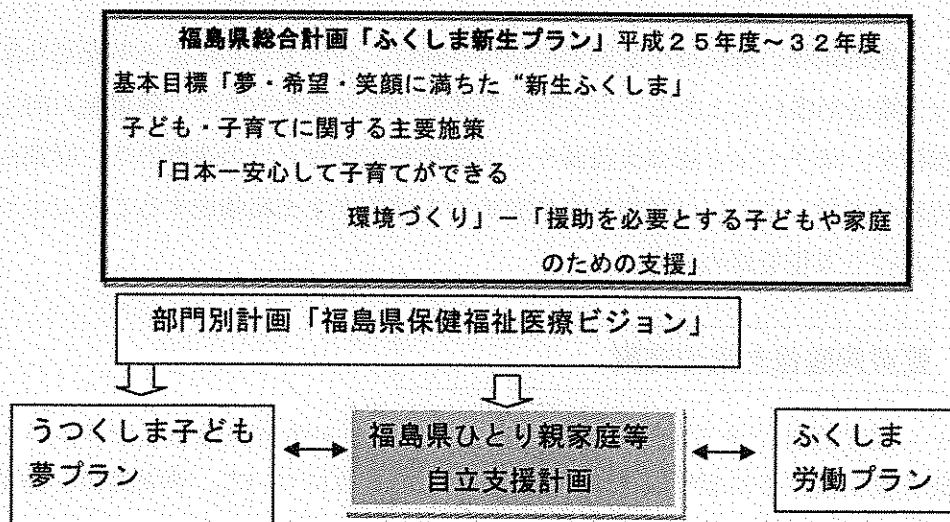 福島県総合計画「ふくしま新生プラン」平成２５年度～３２年度
基本目標「夢・希望・笑顔に満ちた“新生ふくしま」
子ども・子育てに関する主要施策
「日本一安心して子育てができる
環境づくり」－「援助を必要とする子どもや家庭
のための支援」
部門別計画「福島県保健福祉医療ビジョン」
うつくしま子ども
夢プラン
福島県ひとり親家庭等
自立支援計画
ふくしま
労働プラン